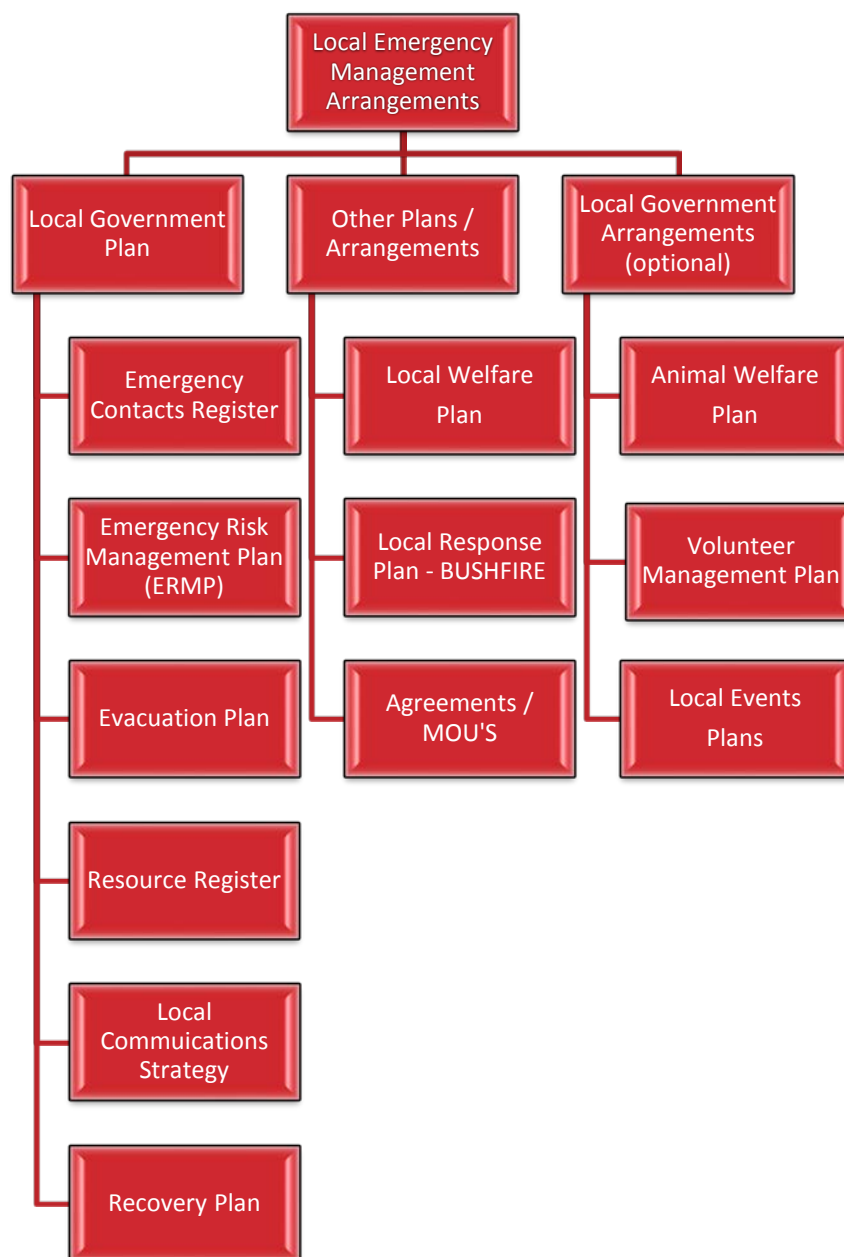 Local Emergency
Management
Arrangements
Local Government
Plan
Emergency
Contacts Register
Emergency Risk
Management Plan
(ERMP)
Evacuation Plan
Resource Register
Local
Commuications
Strategy
Recovery Plan
Other Plans /
Arrangements
Local Welfare
Plan
Local Response
Plan - BUSHFIRE
Agreements /
MOU'S
Local Government
Arrangements
(optional)
Animal Welfare
Plan
Volunteer
Management Plan
Local Events
Plans